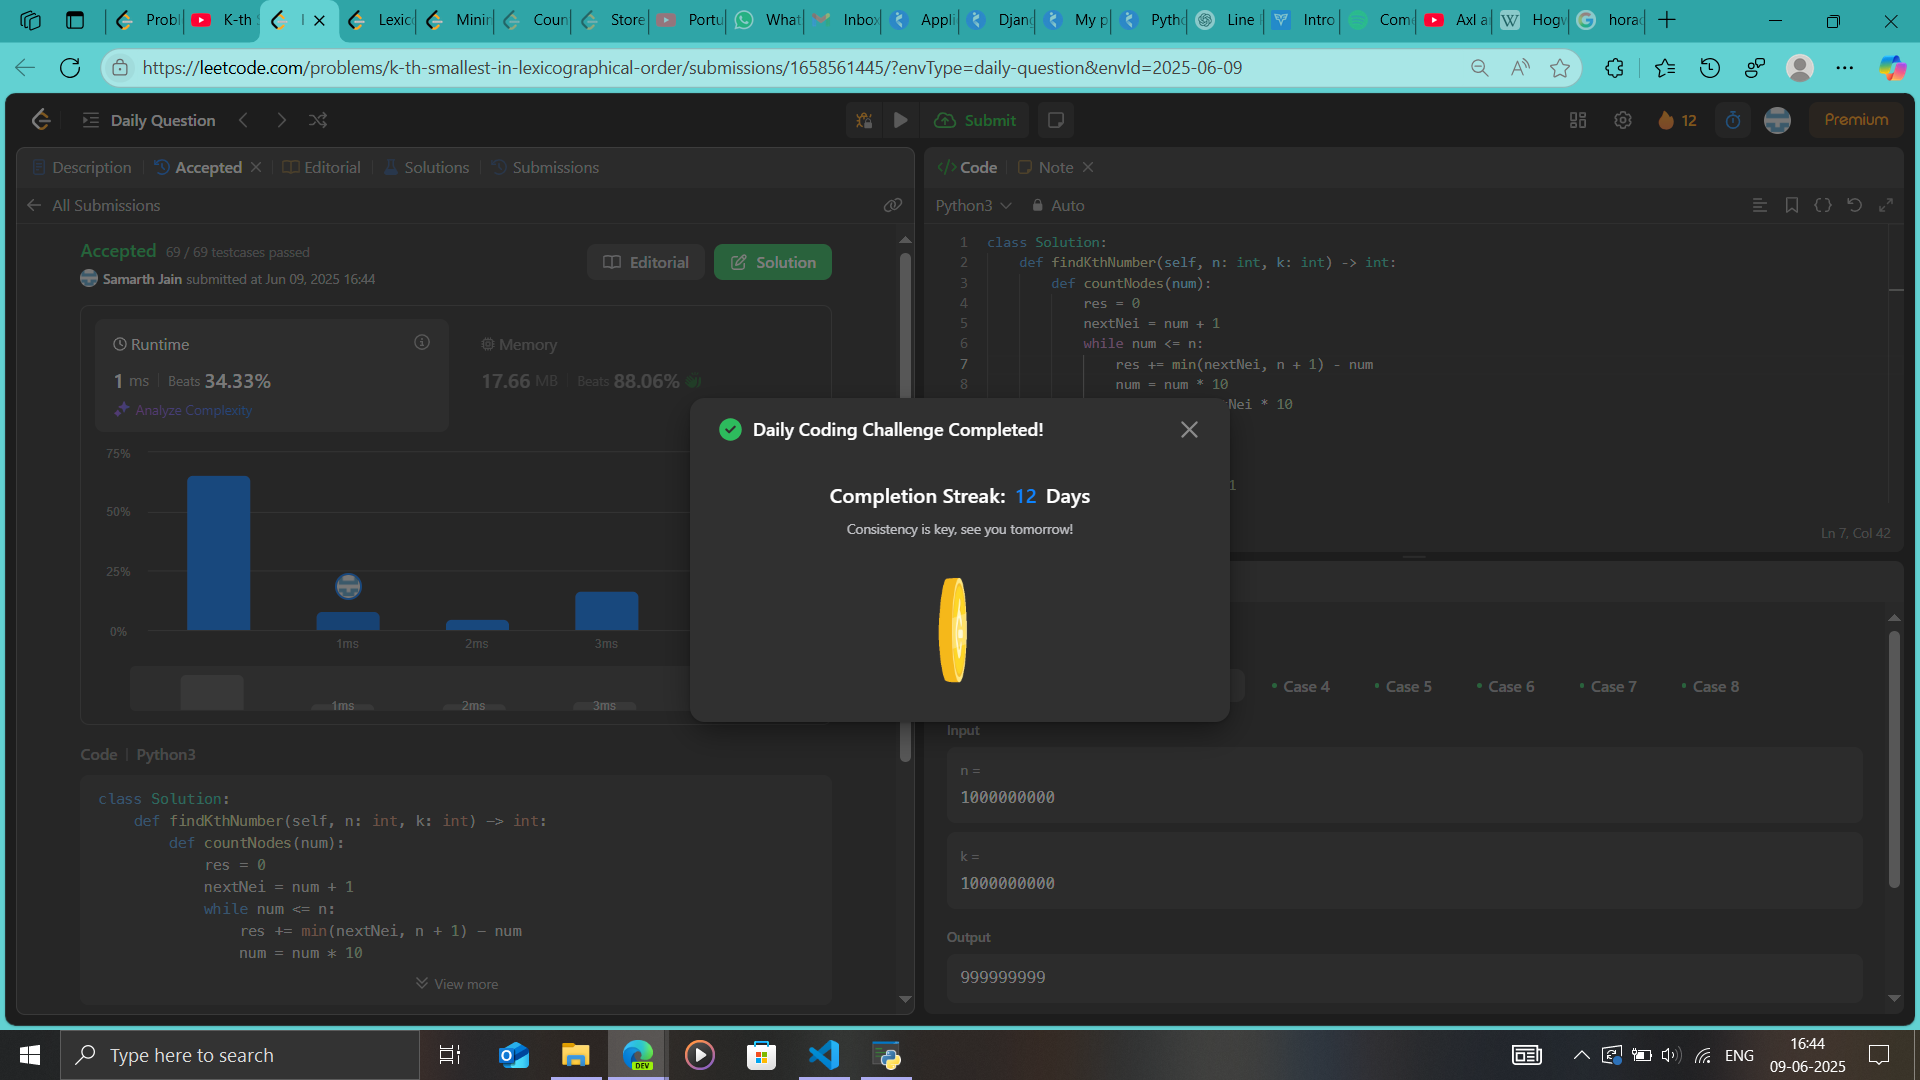 Probl
K-th S
Lexico
Minim
Coun
Store
Portu
What
Inbox
Appli
Djang
My p
Pytho
Line
Intro
Come
Axl a
Hogw
horac
https://leetcode.com/problems/k-th-smallest-in-lexicographical-order/submissions/1658561445/?envType=daily-question&envId=2025-06-09
Daily Question
Submit
12
Premium
Description
Accepted
Editorial
Solutions
Submissions
All Submissions
Accepted 69 / 69 testcases passed
Samarth Jain submitted at Jun 09, 2025 16:44
Editorial
Solution
Runtime
1 ms Beats 34.33%
Analyze Complexity
Memory
17.66 MB Beats 88.06%
75%
50%
25%
0%
1ms 2ms 3ms
1ms 2ms 3ms
Code | Python3
class Solution:
def findKthNumber(self, n: int, k: int) -> int:
def countNodes(num):
res = 0
nextNei = num + 1
while num <= n:
res += min(nextNei, n + 1) - num
num = num * 10
View more
Code
Note
Python3
Auto
1 class Solution:
2 def findKthNumber(self, n: int, k: int) -> int:
3 def countNodes(num):
4 res = 0
5 nextNei = num + 1
6 while num <= n:
7 res += min(nextNei, n + 1) - num
8 num = num * 10
Nei * 10
1
Ln 7, Col 42
Daily Coding Challenge Completed!
Completion Streak: 12 Days
Consistency is key, see you tomorrow!
Case 4
Case 5
Case 6
Case 7
Case 8
Input
n =
1000000000
k =
1000000000
Output
999999999
Type here to search
DEV
ENG
16:44
09-06-2025